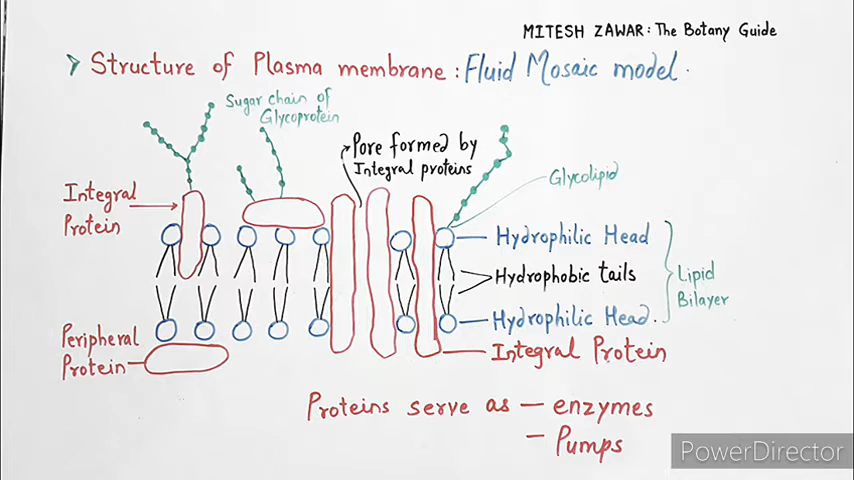 MITESH ZAWAR: The Botany Guide
Structure of Plasma membrane: Fluid Mosaic model.
Sugar chain of
Glycoprotein
Pore formed by
Integral proteins
Glycolipid
Integral
Protein
Hydrophilic Head
Hydrophobic tails
Lipid
Bilayer
Hydrophilic Head.
Peripheral
Protein
Integral Protein
Proteins serve as — enzymes
– Pumps
PowerDirector